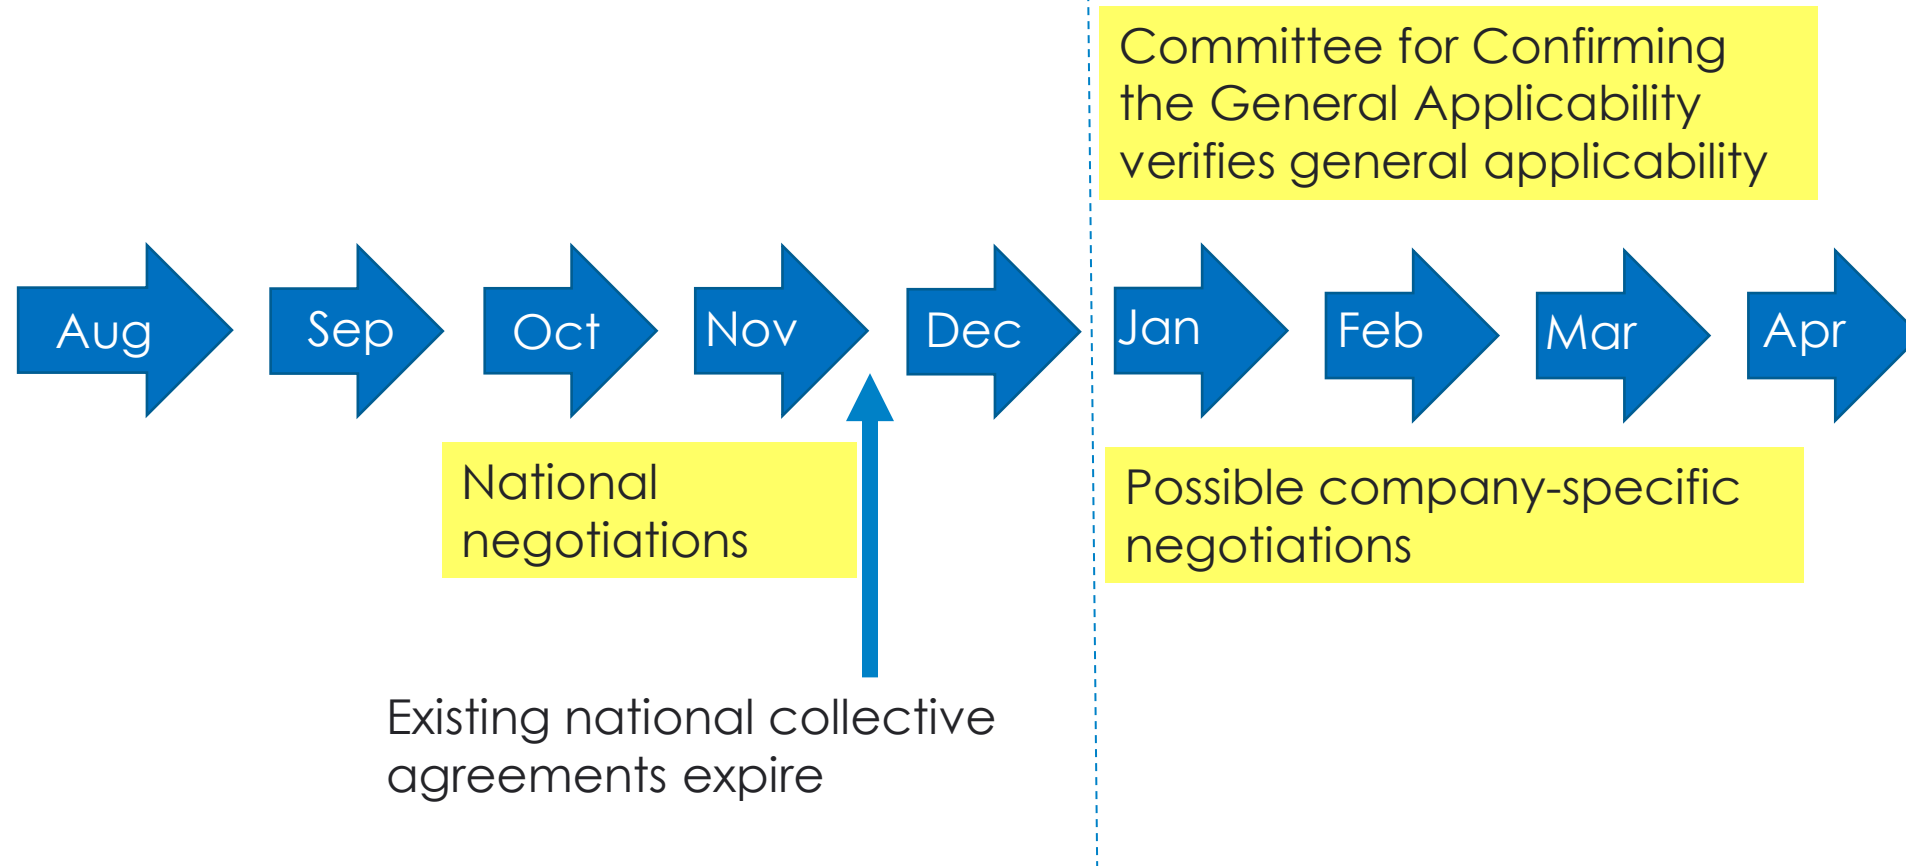 Committee for Confirming
the General Applicability
verifies general applicability
Aug
Sep
Oct
Nov
Dec
Jan
Feb
Mar
Apr
National
negotiations
Possible company-specific
negotiations
Existing national collective
agreements expire